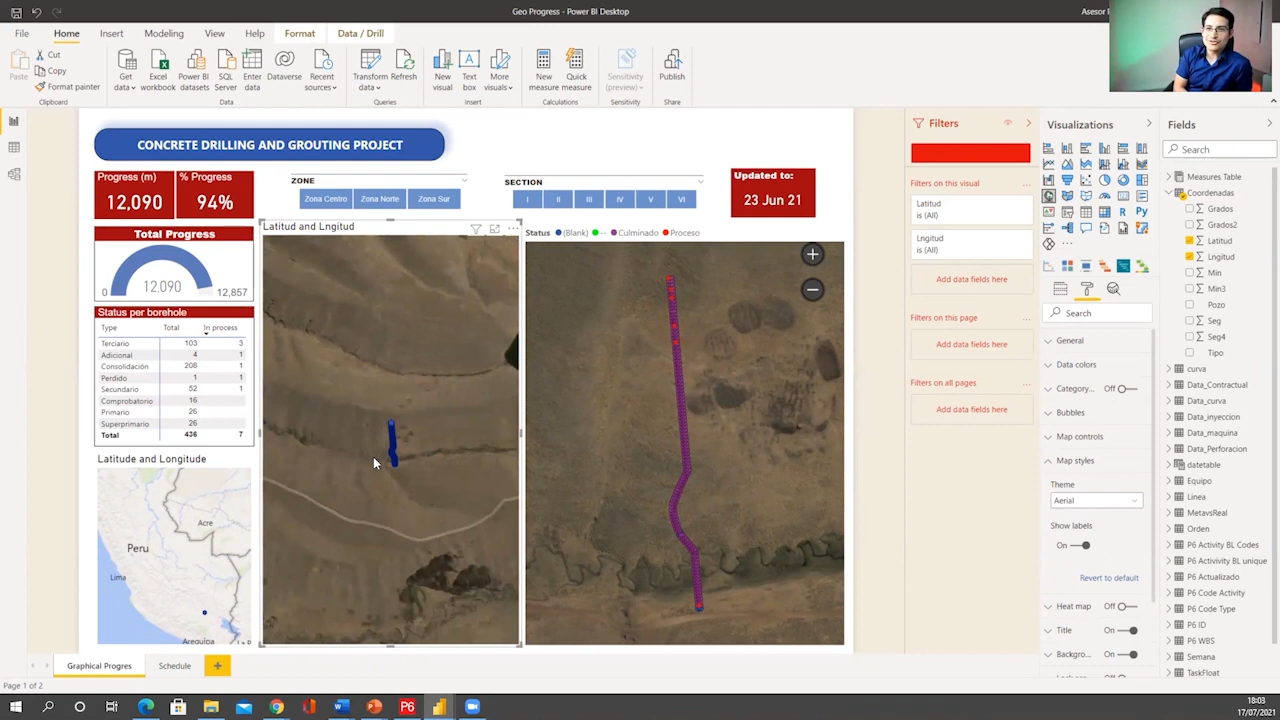 Geo Progress - Power BI Desktop
Asesor P
File Home Insert Modeling View Help Format Data / Drill
Paste
Cut
Copy
Format painter
Clipboard
Get data
Excel workbook
Power BI datasets
SQL Server
Enter data
Dataverse
Recent sources
Data
Transform data
Refresh
Queries
New visual
Text box
More visuals
Insert
New measure
Quick measure
Calculations
Sensitivity (preview)
Sensitivity
Publish
Share
CONCRETE DRILLING AND GROUTING PROJECT
Progress (m)
12,090
% Progress
94%
ZONE
Zona Centro Zona Norte Zona Sur
SECTION
I II III IV V VI
Updated to:
23 Jun 21
Total Progress
12,090
0 12,857
Status per borehole
Type Total In process
Terciario 103 3
Adicional 4 1
Consolidación 208 1
Perdido 1 1
Secundario 52 1
Comprobatorio 16
Primario 26
Superprimario 26
Total 436 7
Latitude and Longitude
Acre
Peru
Lima
Arequipa
Latitud and Lngitud
Status (Blank) -- Culminado Proceso
Filters
Filters on this visual ...
Latitud
is (All)
Lngitud
is (All)
Add data fields here
Filters on this page ...
Add data fields here
Filters on all pages ...
Add data fields here
Visualizations
R Py
...
Search
General
Data colors
Category... Off
Bubbles
Map controls
Map styles
Theme
Aerial
Show labels
On
Revert to default
Heat map Off
Title On
Backgro... On
Fields
Search
Measures Table
Coordenadas
Grados
Grados2
Latitud
Lngitud
Min
Min3
Pozo
Seg
Seg4
Tipo
curva
Data_Contractual
Data_curva
Data_inyeccion
Data_maquina
Data_Perforacion
datetable
Equipo
Linea
MetavsReal
Orden
P6 Activity BL Codes
P6 Activivity BL unique
P6 Actualizado
P6 Code Activity
P6 Code Type
P6 ID
P6 WBS
Semana
TaskFloat
Graphical Progres Schedule +
Page 1 of 2
P6
18:03
17/07/2021